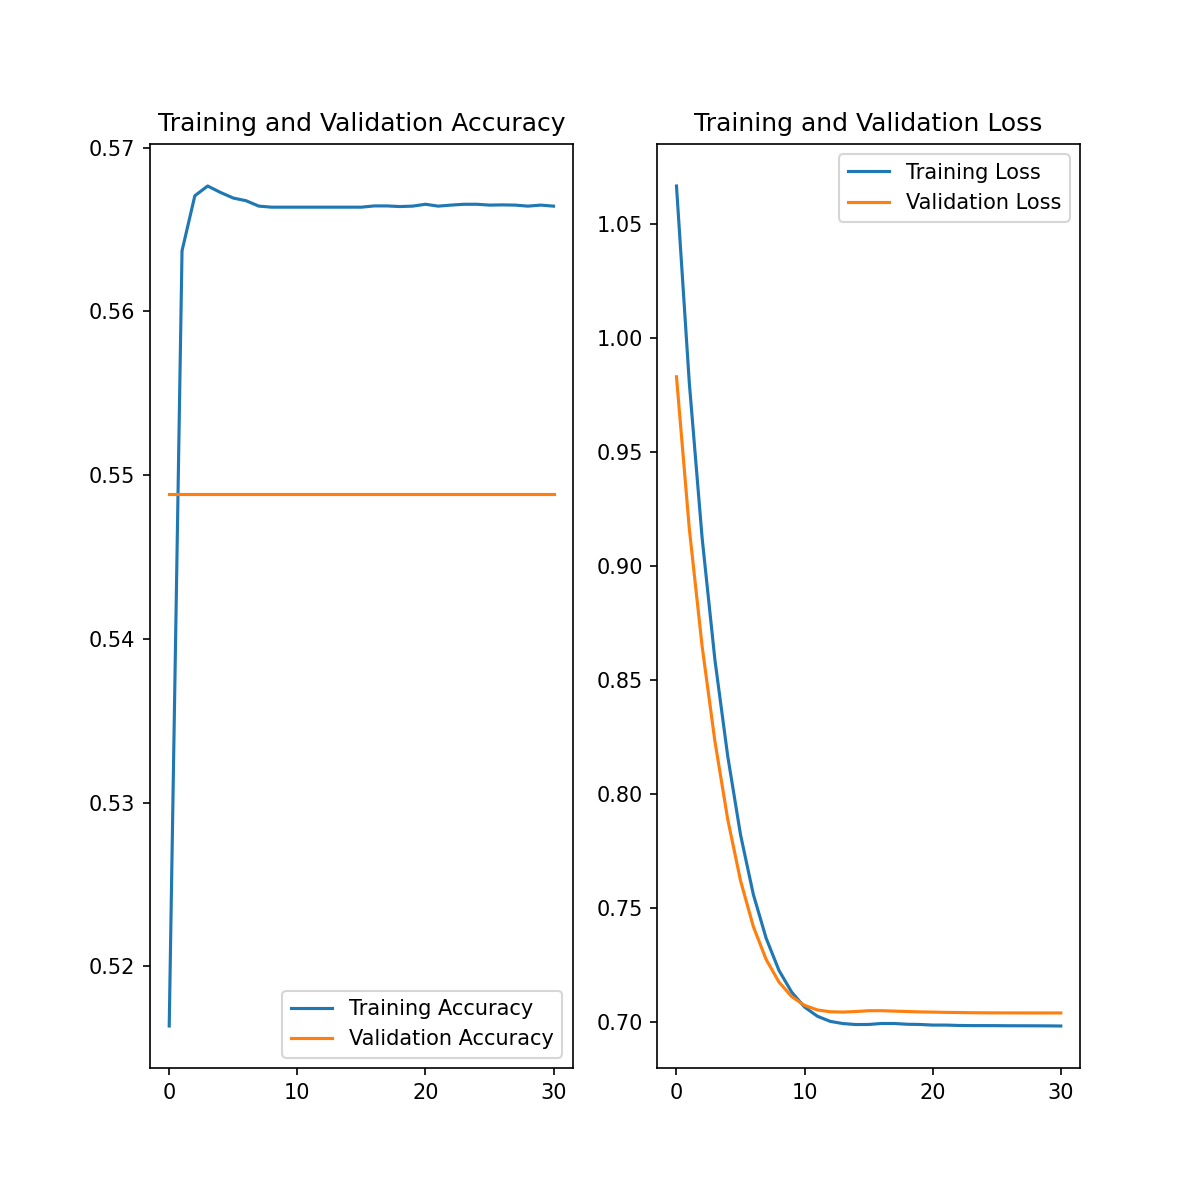 Training and Validation Accuracy
0.57
0.56
0.55
0.54
0.53
0.52
0 10 20 30
Training Accuracy
Validation Accuracy
Training and Validation Loss
1.05
1.00
0.95
0.90
0.85
0.80
0.75
0.70
0 10 20 30
Training Loss
Validation Loss